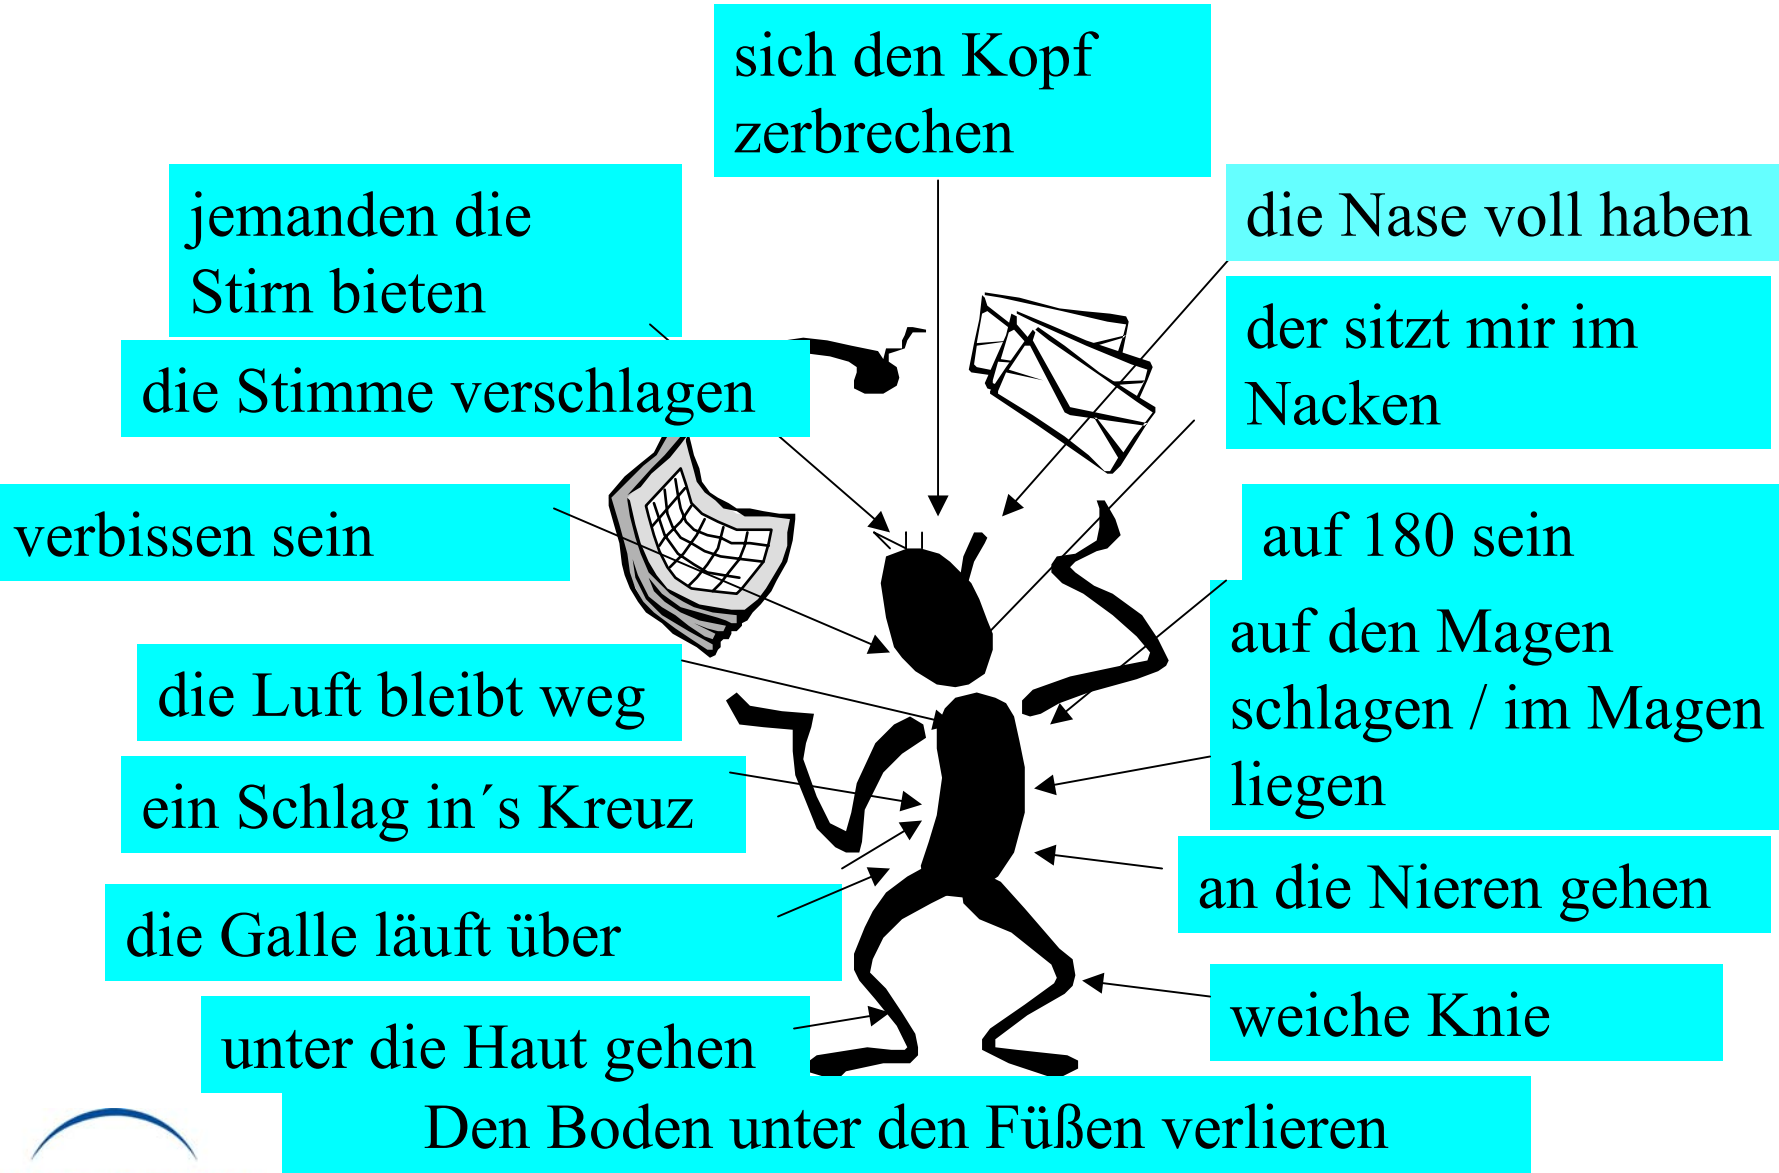 sich den Kopf
zerbrechen
jemanden die
Stirn bieten
die Nase voll haben
der sitzt mir im
Nacken
die Stimme verschlagen
verbissen sein
auf 180 sein
auf den Magen
schlagen / im Magen
liegen
die Luft bleibt weg
ein Schlag in´s Kreuz
an die Nieren gehen
die Galle läuft über
weiche Knie
unter die Haut gehen
Den Boden unter den Füßen verlieren